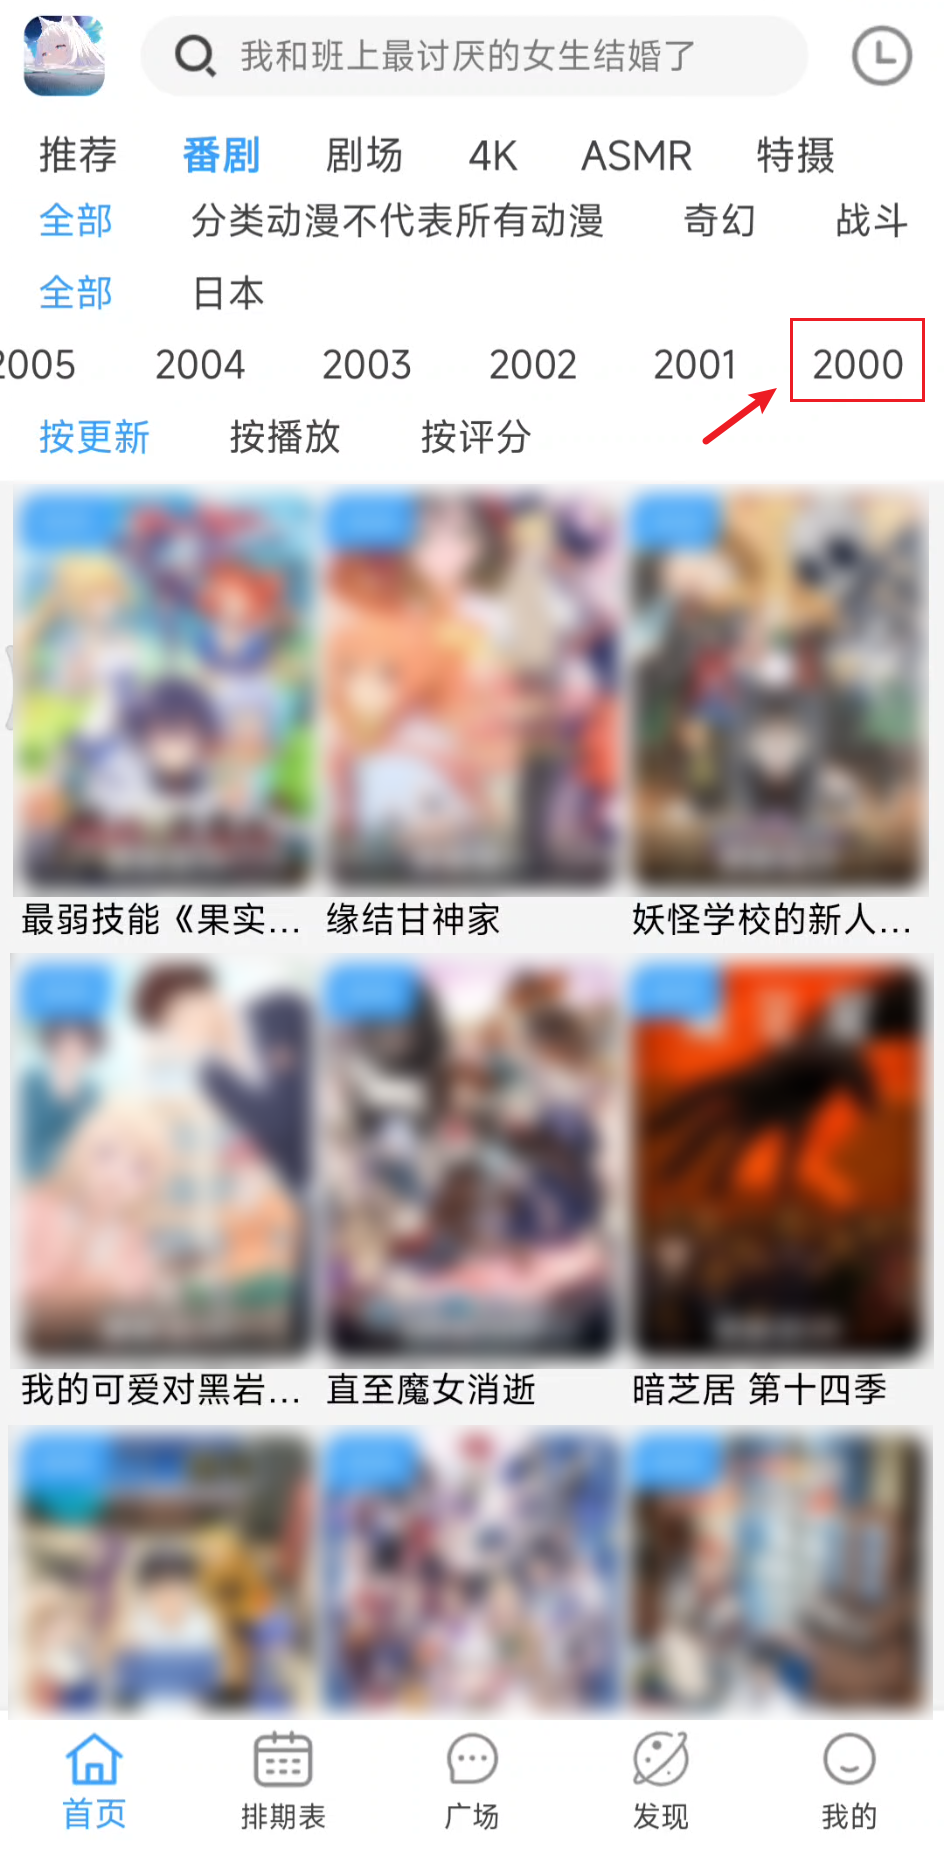 我和班上最讨厌的女生结婚了
推荐 番剧 剧场 4K ASMR 特摄
全部 分类动漫不代表所有动漫 奇幻 战斗
全部 日本
2005 2004 2003 2002 2001 2000
按更新 按播放 按评分
最弱技能《果实... 缘结甘神家 妖怪学校的新人...
我的可爱对黑岩... 直至魔女消逝 暗芝居 第十四季
首页 排期表 广场 发现 我的